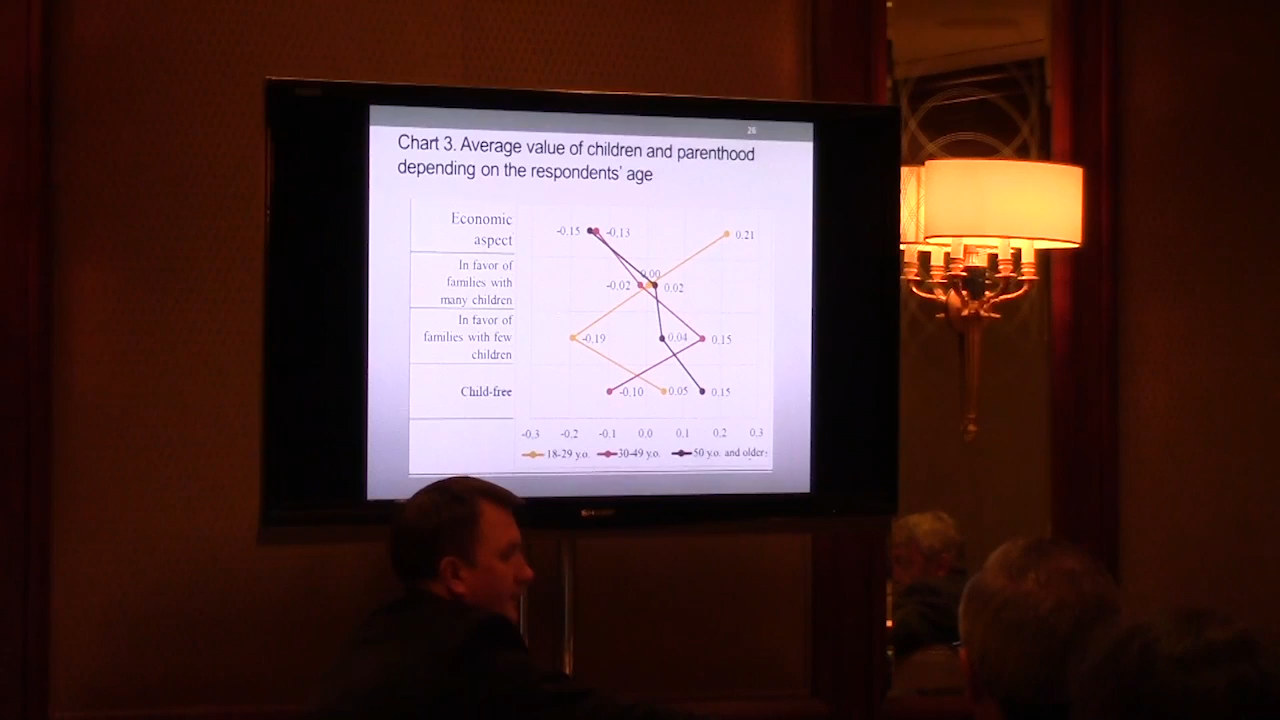 26
Chart 3. Average value of children and parenthood
depending on the respondents' age
Economic
aspect
-0.15
-0.13
0.21
In favor of
families with
many children
-0.02
0.00
0.02
In favor of
families with few
children
-0.19
0.04
0.15
Child-free
-0.10
0.05
0.15
-0.3 -0.2 -0.1 0.0 0.1 0.2 0.3
18-29 y.o. 30-49 y.o. 50 y.o. and older
SHARP